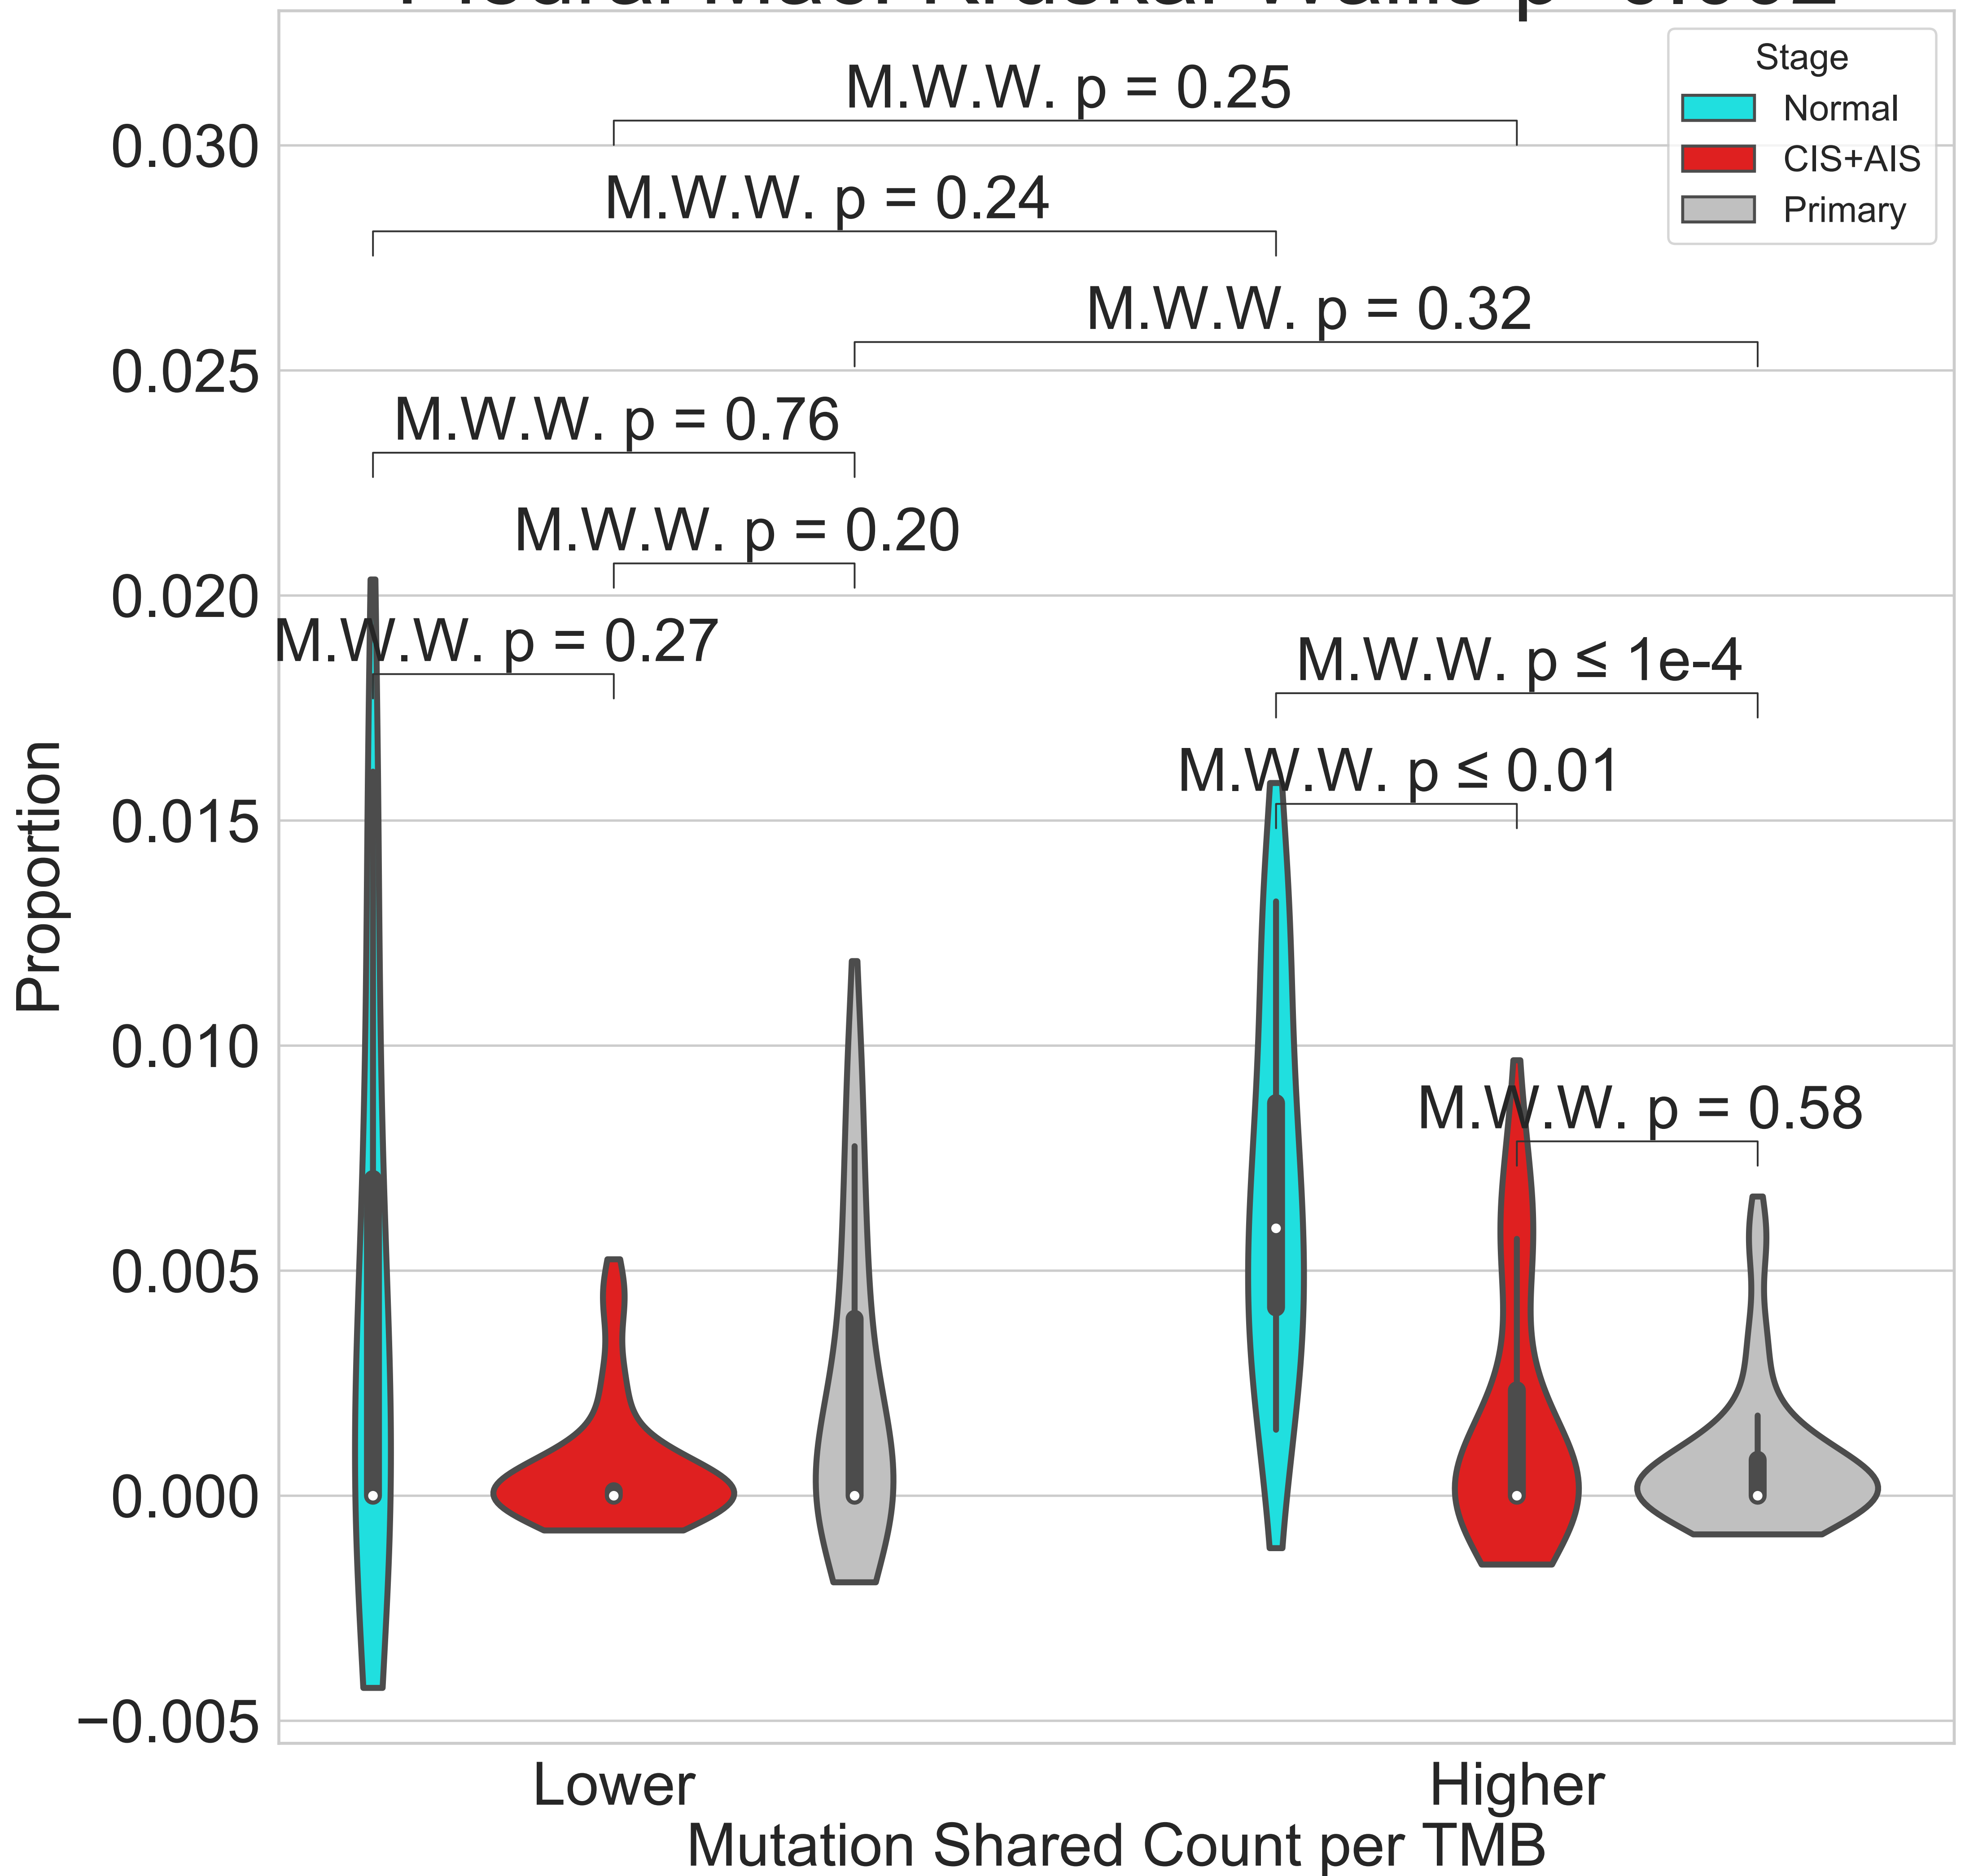 Stage
Normal
CIS+AIS
Primary
M.W.W. p = 0.25
M.W.W. p = 0.24
M.W.W. p = 0.32
M.W.W. p = 0.76
M.W.W. p = 0.20
M.W.W. p = 0.27
M.W.W. p ≤ 1e-4
M.W.W. p ≤ 0.01
M.W.W. p = 0.58
0.030
0.025
0.020
0.015
0.010
0.005
0.000
−0.005
Proportion
Lower
Higher
Mutation Shared Count per TMB